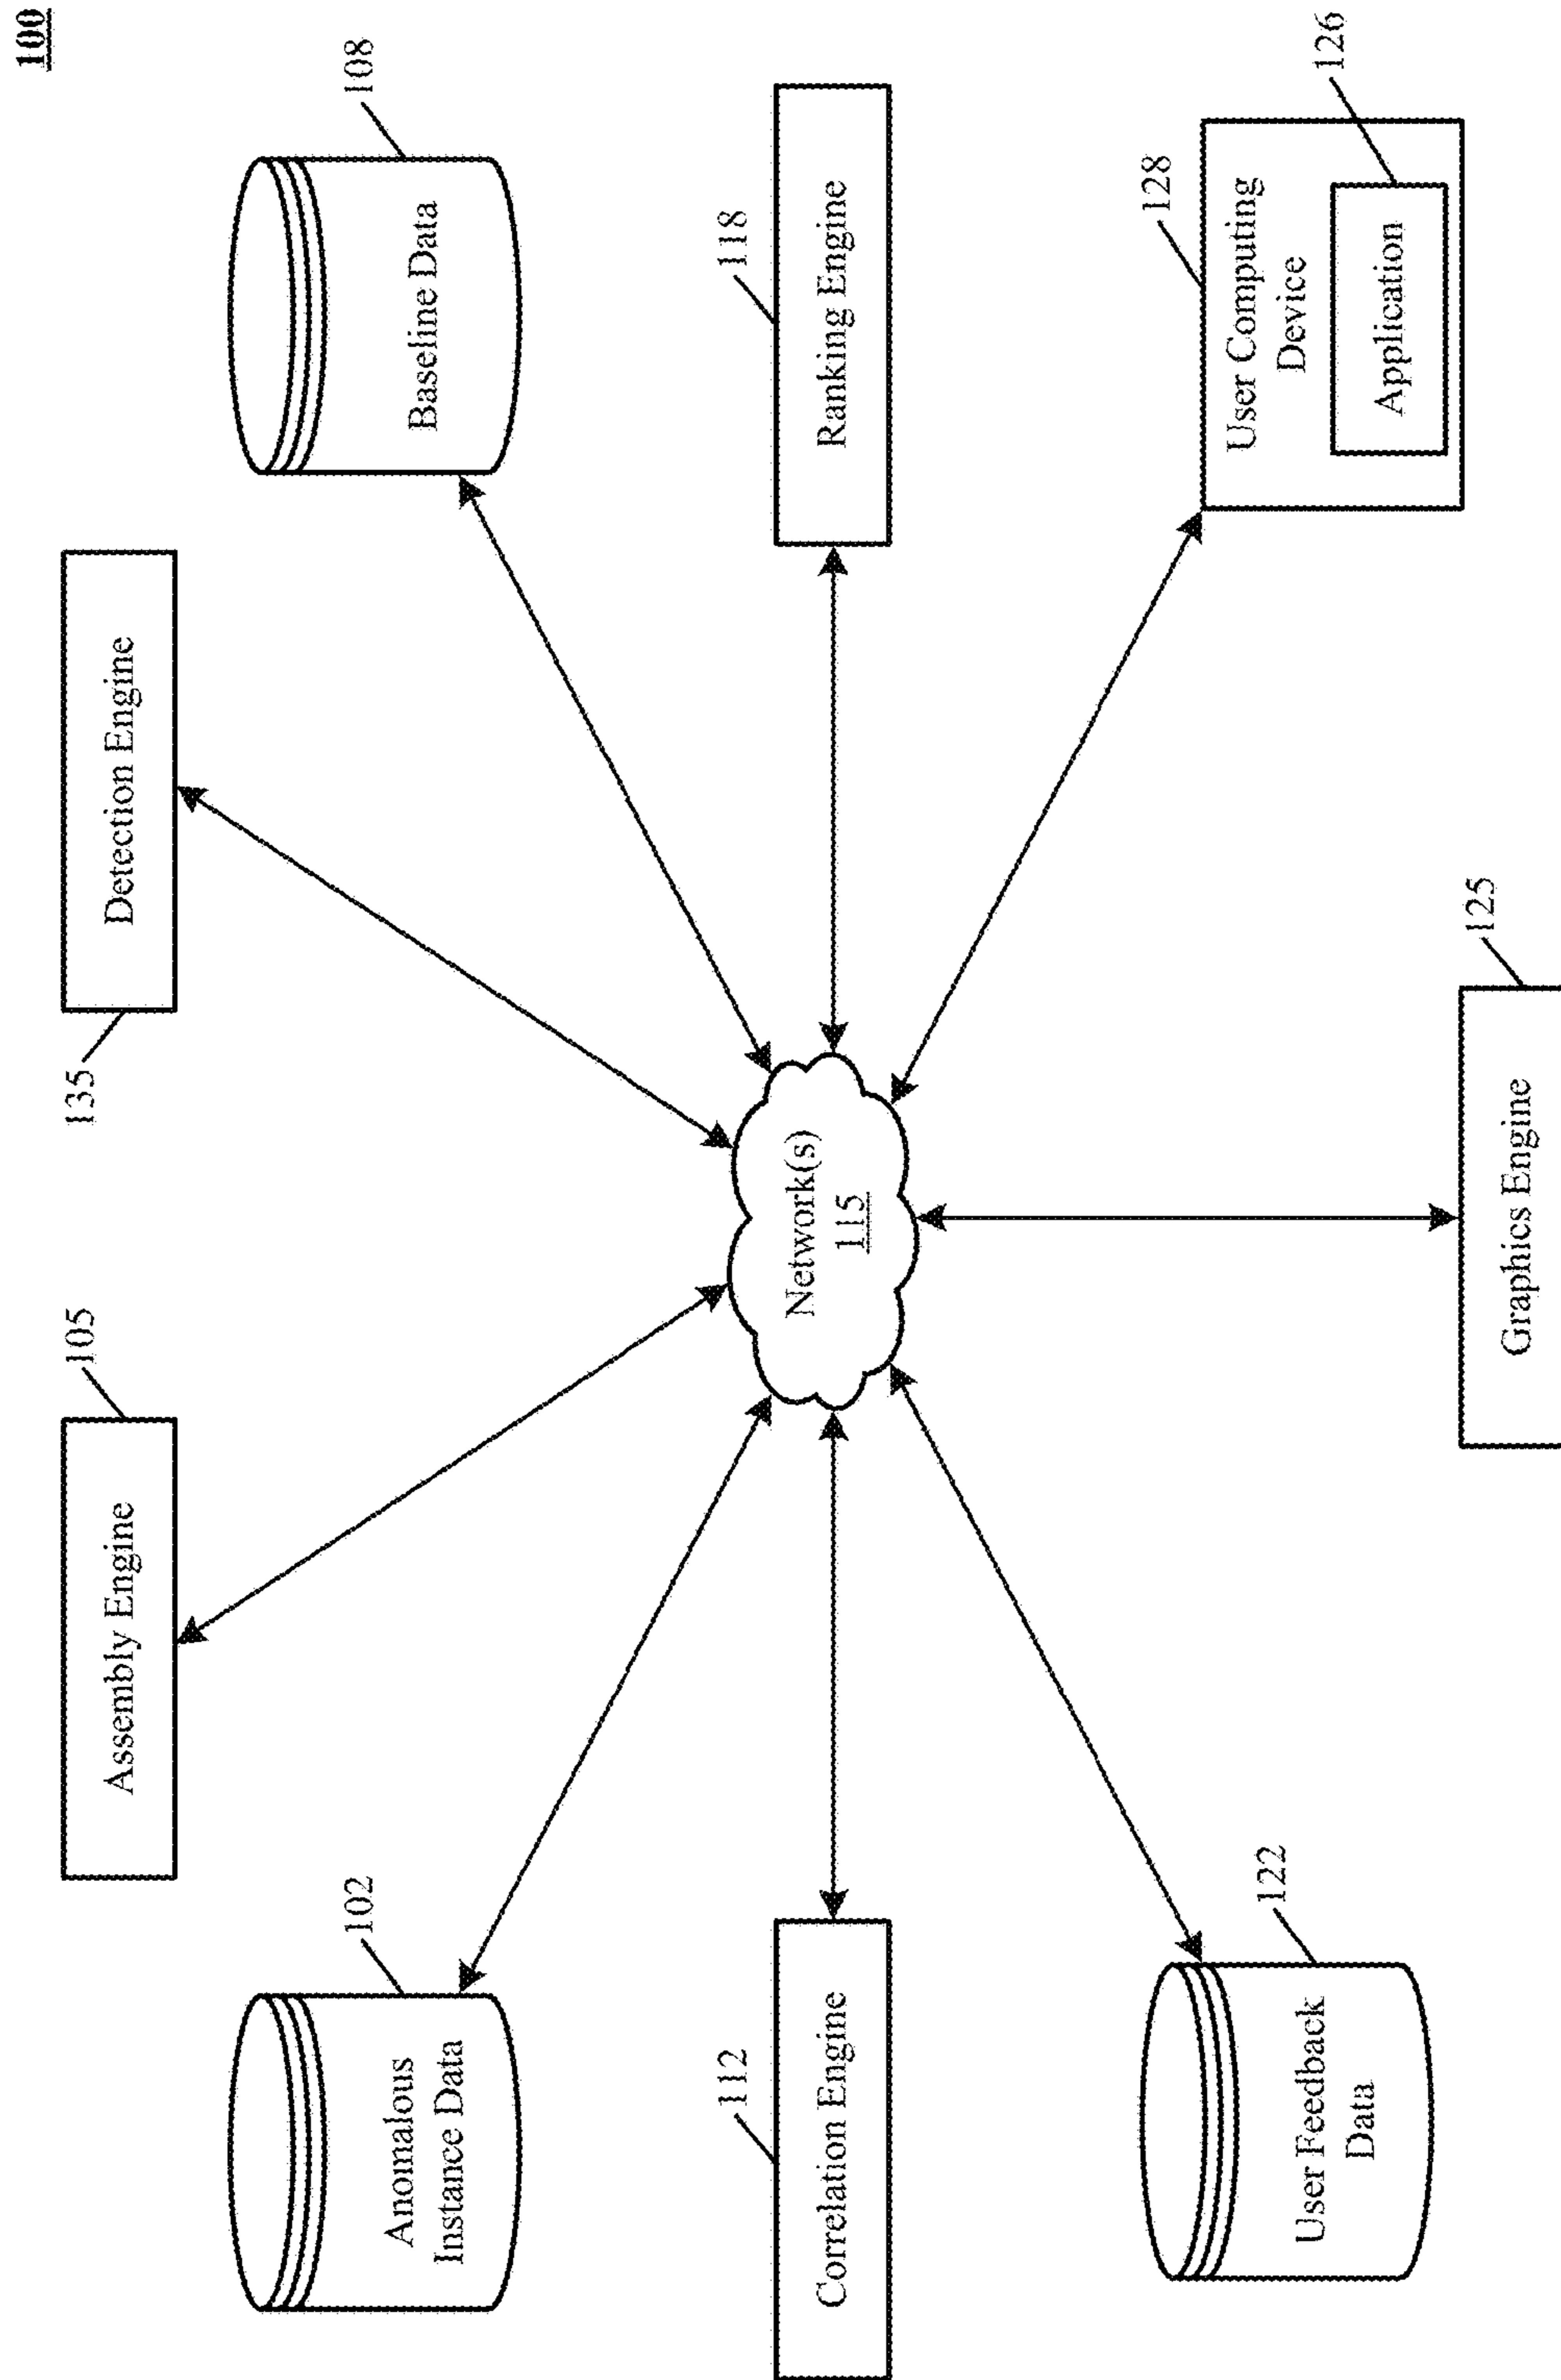 100
Assembly Engine
105
Detection Engine
135
Anomalous
Instance Data
102
Baseline Data
108
Network(s)
115
Correlation Engine
112
Ranking Engine
118
User Feedback
Data
122
User Computing
Device
128
Application
126
Graphics Engine
125